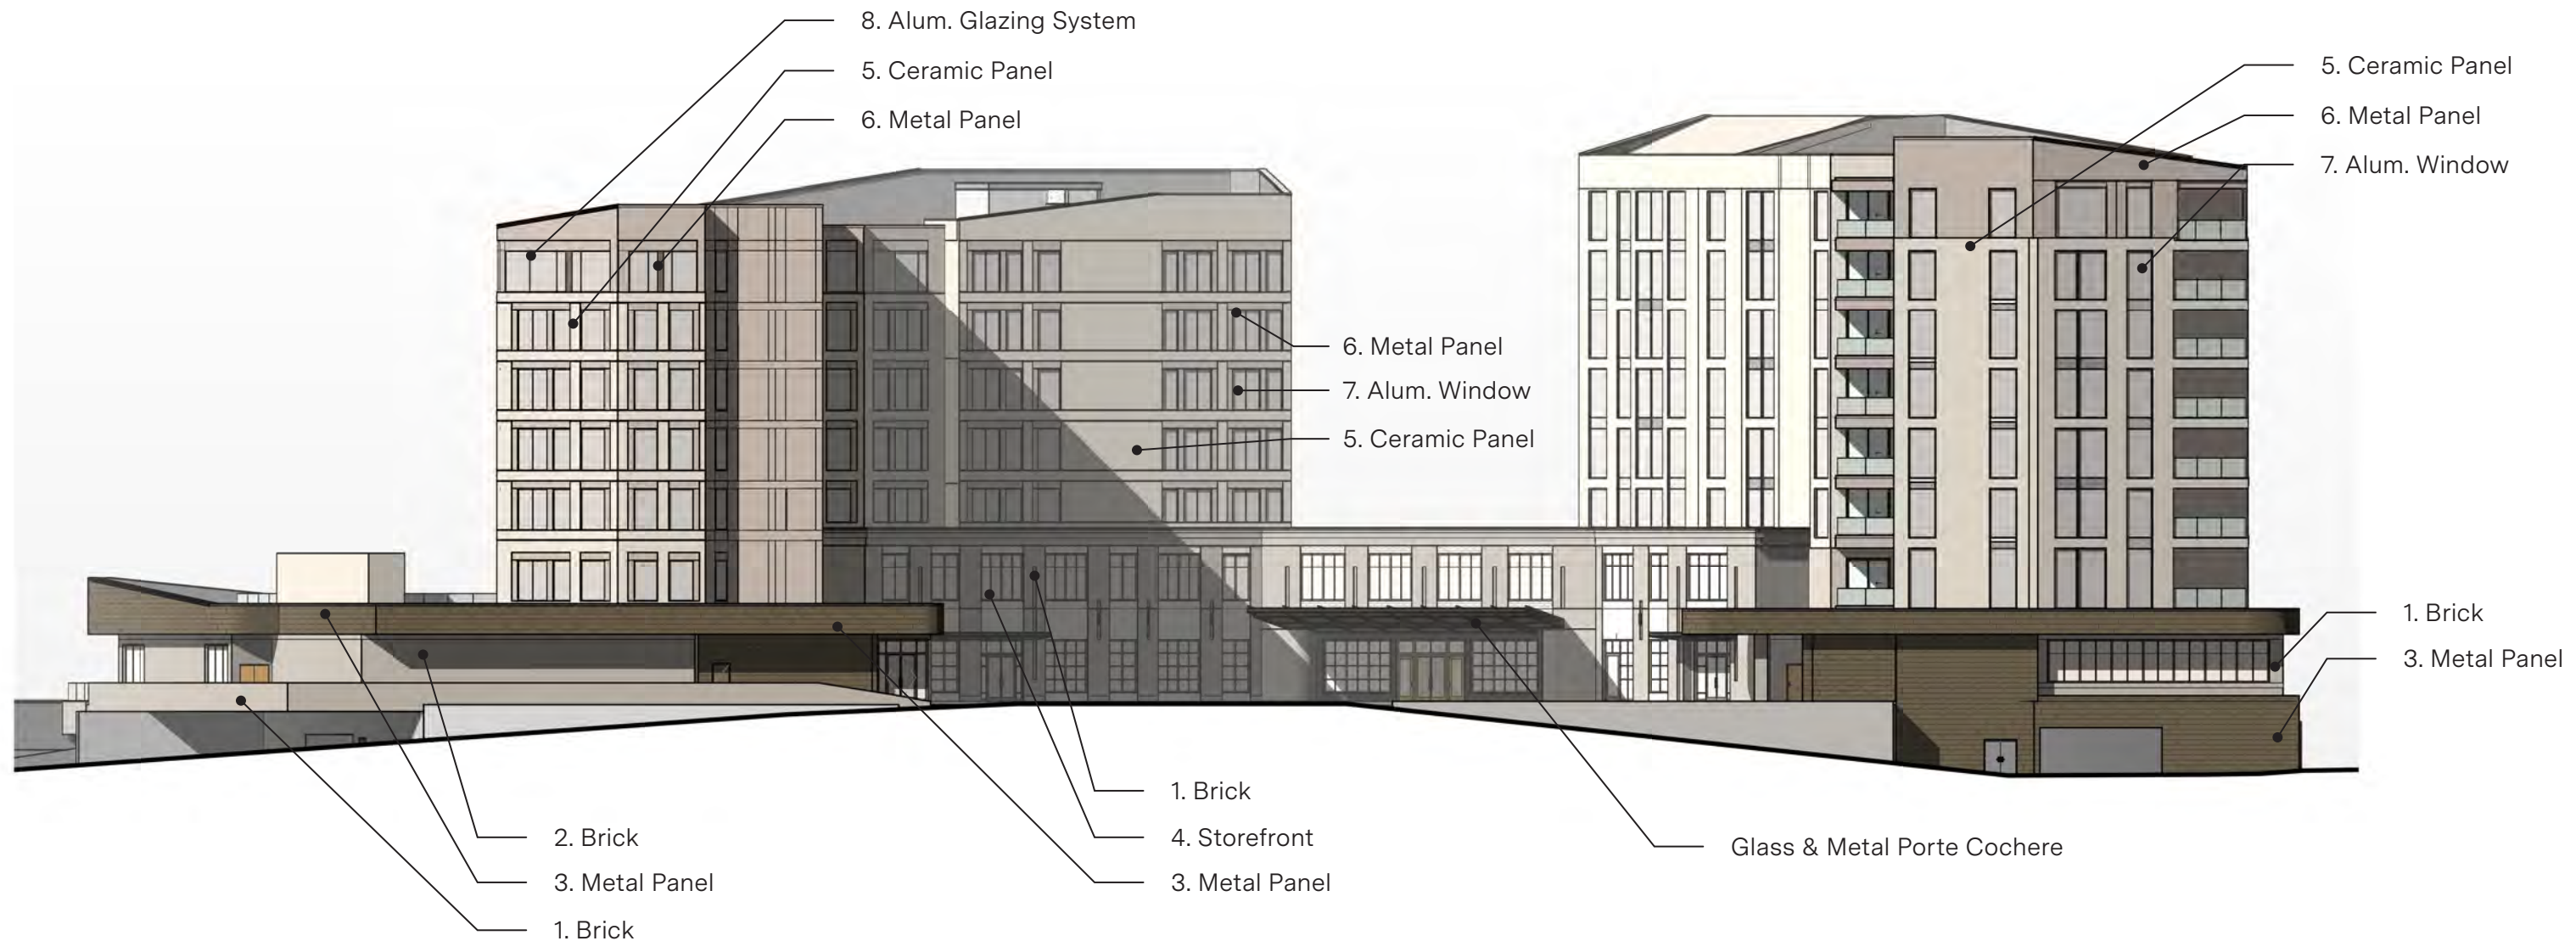 8. Alum. Glazing System
5. Ceramic Panel
6. Metal Panel
5. Ceramic Panel
6. Metal Panel
7. Alum. Window
6. Metal Panel
7. Alum. Window
5. Ceramic Panel
1. Brick
3. Metal Panel
2. Brick
3. Metal Panel
1. Brick
1. Brick
4. Storefront
3. Metal Panel
Glass & Metal Porte Cochere